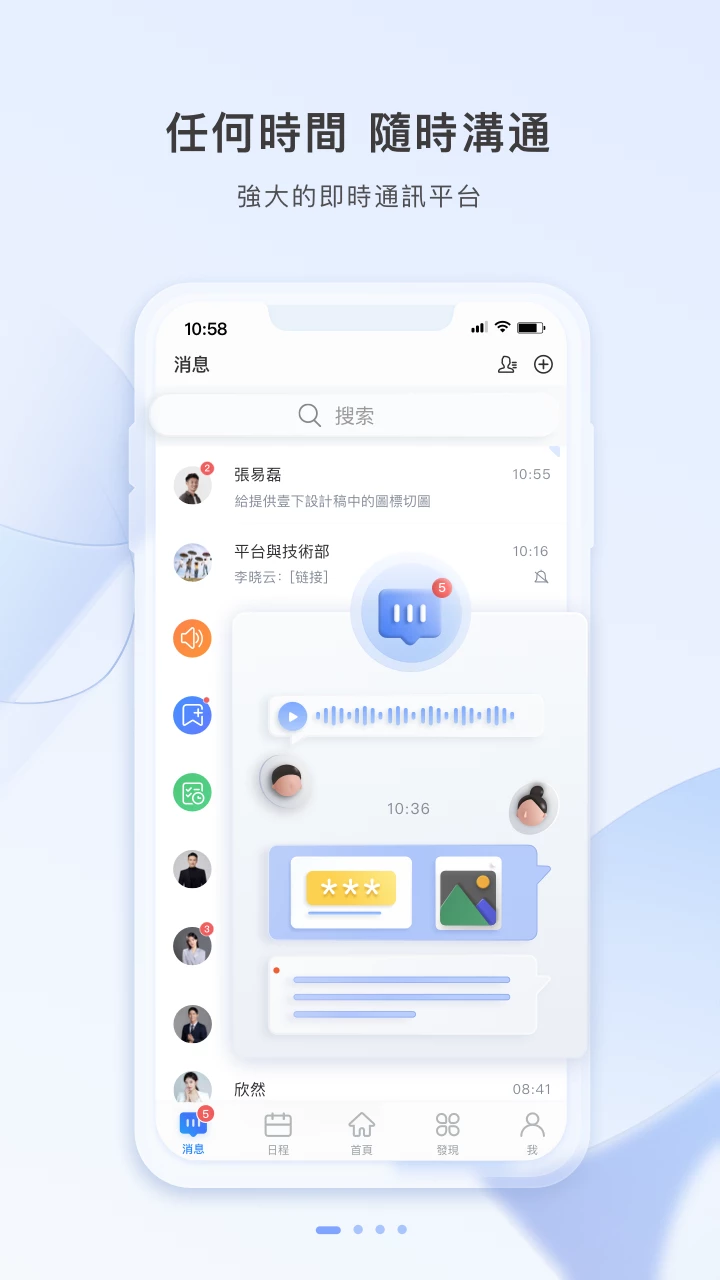 任何時間 隨時溝通
強大的即時通訊平台
10:58
消息
搜索
2
張易磊
10:55
給提供壹下設計稿中的圖標切圖
平台與技術部
10:16
李晓云：[链接]
5
10:36
***
3
欣然
08:41
5
消息
日程
首頁
發現
我